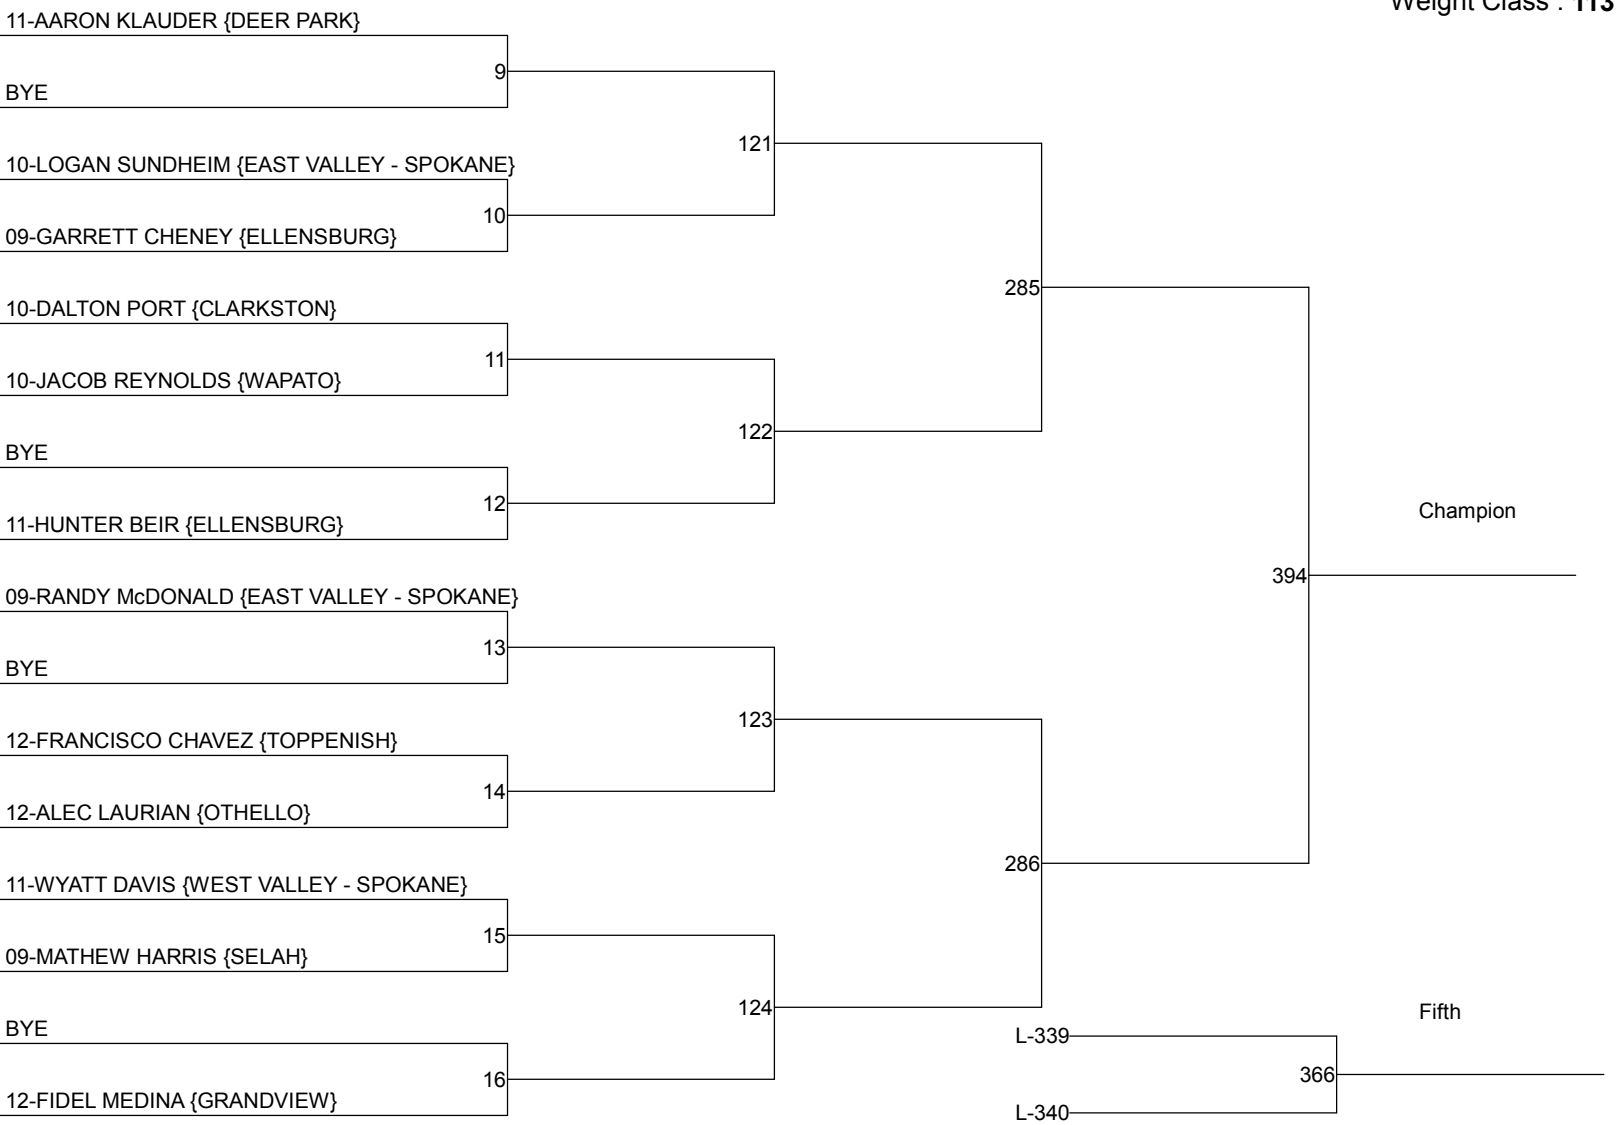 Weight Class : 113
11-AARON KLAUDER {DEER PARK}
9
BYE
121
10-LOGAN SUNDHEIM {EAST VALLEY - SPOKANE}
10
09-GARRETT CHENEY {ELLENSBURG}
285
10-DALTON PORT {CLARKSTON}
11
10-JACOB REYNOLDS {WAPATO}
122
BYE
12
11-HUNTER BEIR {ELLENSBURG}
Champion
394
09-RANDY McDONALD {EAST VALLEY - SPOKANE}
13
BYE
123
12-FRANCISCO CHAVEZ {TOPPENISH}
14
12-ALEC LAURIAN {OTHELLO}
286
11-WYATT DAVIS {WEST VALLEY - SPOKANE}
15
09-MATHEW HARRIS {SELAH}
124
BYE
16
12-FIDEL MEDINA {GRANDVIEW}
Fifth
L-339
366
L-340